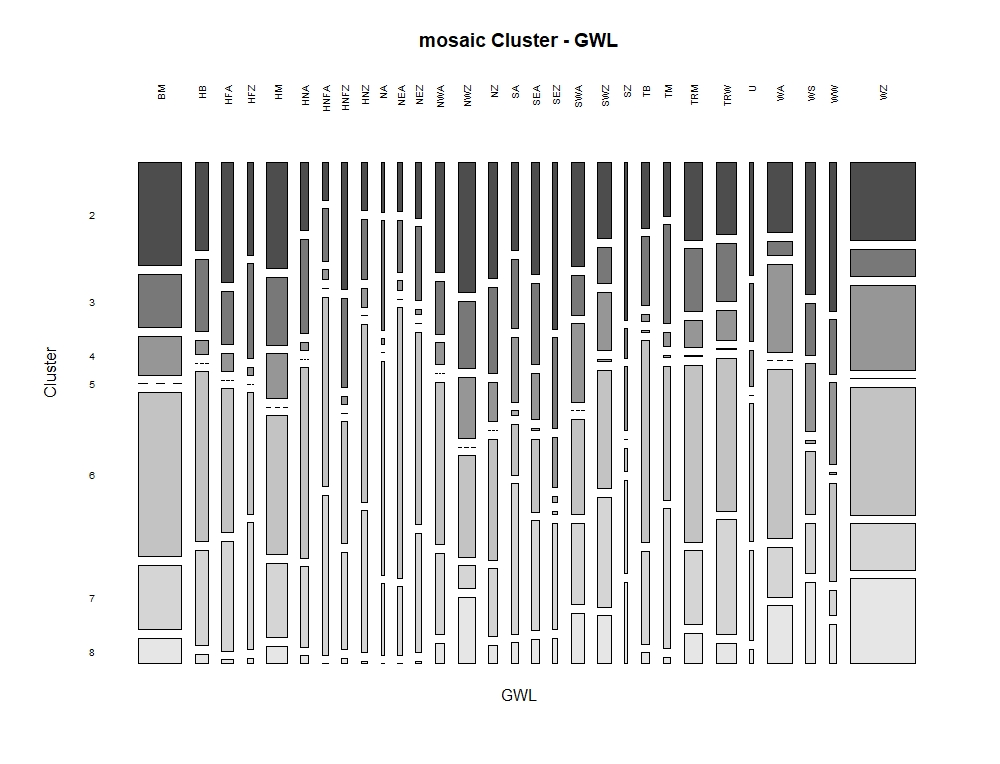 mosaic Cluster - GWL
BM HB HFA HFZ HM HNA HNFA HNFZ HNZ NA NEA NEZ NWA NWZ NZ SA SEA SEZ SWA SWZ SZ TB TM TRM TRW U WA WS WW WZ
2
3
4
5
6
7
8
Cluster
GWL